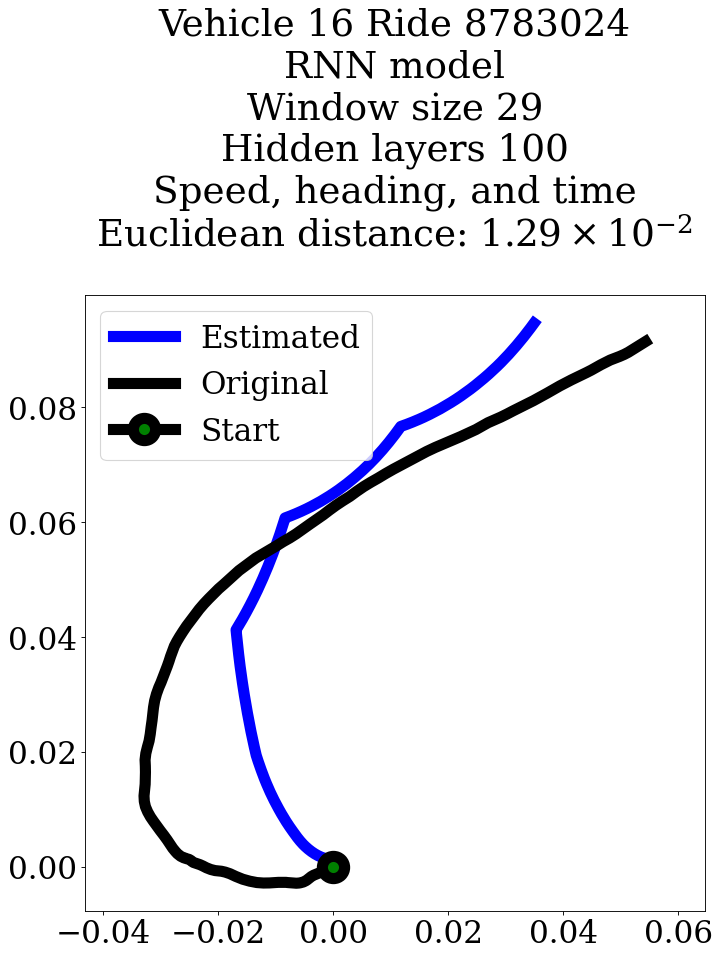 Vehicle 16 Ride 8783024
RNN model
Window size 29
Hidden layers 100
Speed, heading, and time
Euclidean distance: 1.29 × 10⁻²
Estimated
Original
Start
0.08
0.06
0.04
0.02
0.00
−0.04 −0.02 0.00 0.02 0.04 0.06